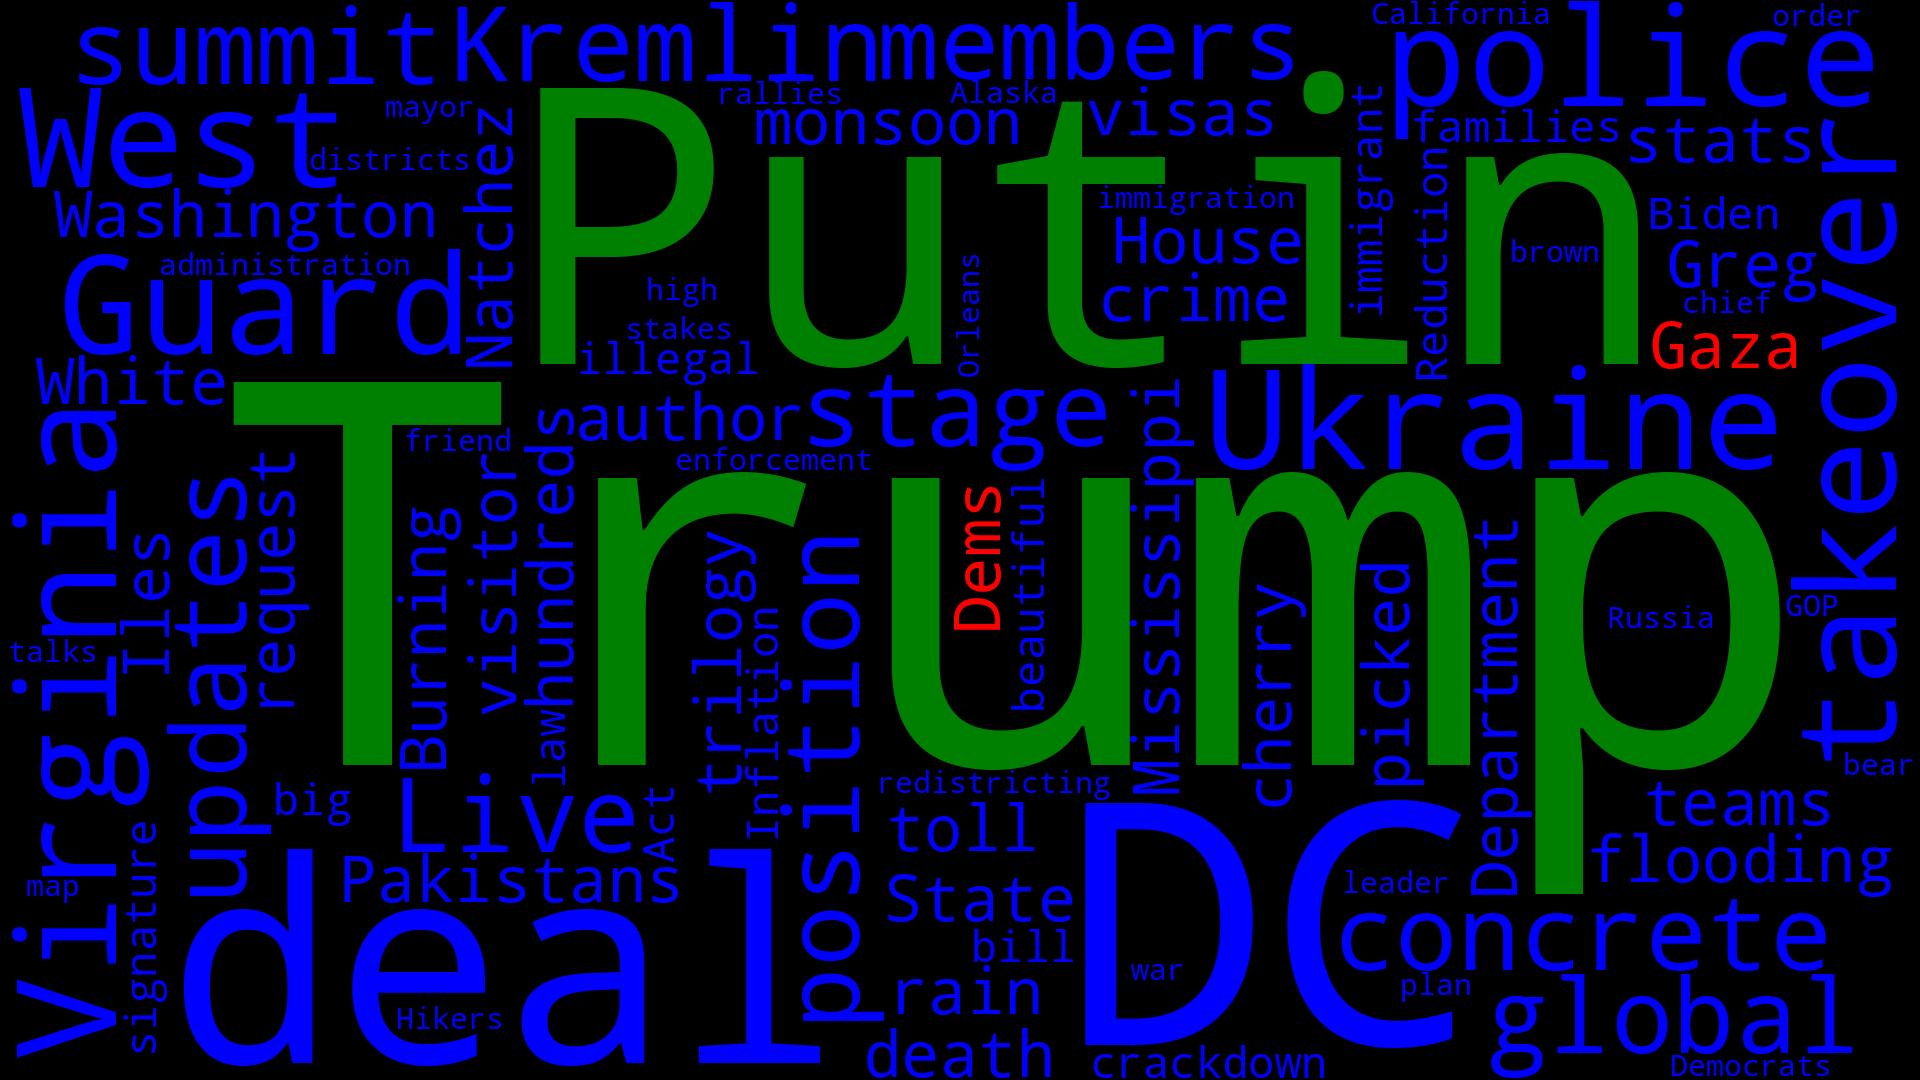 California
order
summit
Kremlin
members
police
mayor
rallies
Alaska
West
monsoon
visas
immigrant
families
stats
districts
Natchez
Putin
Washington
immigration
House
Reduction
Biden
takeover
brown
Greg
administration
Guard
high
Orleans
crime
chief
stakes
Gaza
illegal
White
Trump
author
stage
Mississippi
Ukraine
friend
enforcement
Virginia
updates
request
Burning
visitor
hundreds
law
Iles
trilogy
Inflation
position
Dems
beautiful
cherry
picked
Department
Russia
GOP
talks
bear
big
Live
Act
redistricting
teams
toll
DC
flooding
map
signature
Pakistans
deal
State
leader
concrete
bill
war
plan
rain
Hikers
global
death
crackdown
Democrats